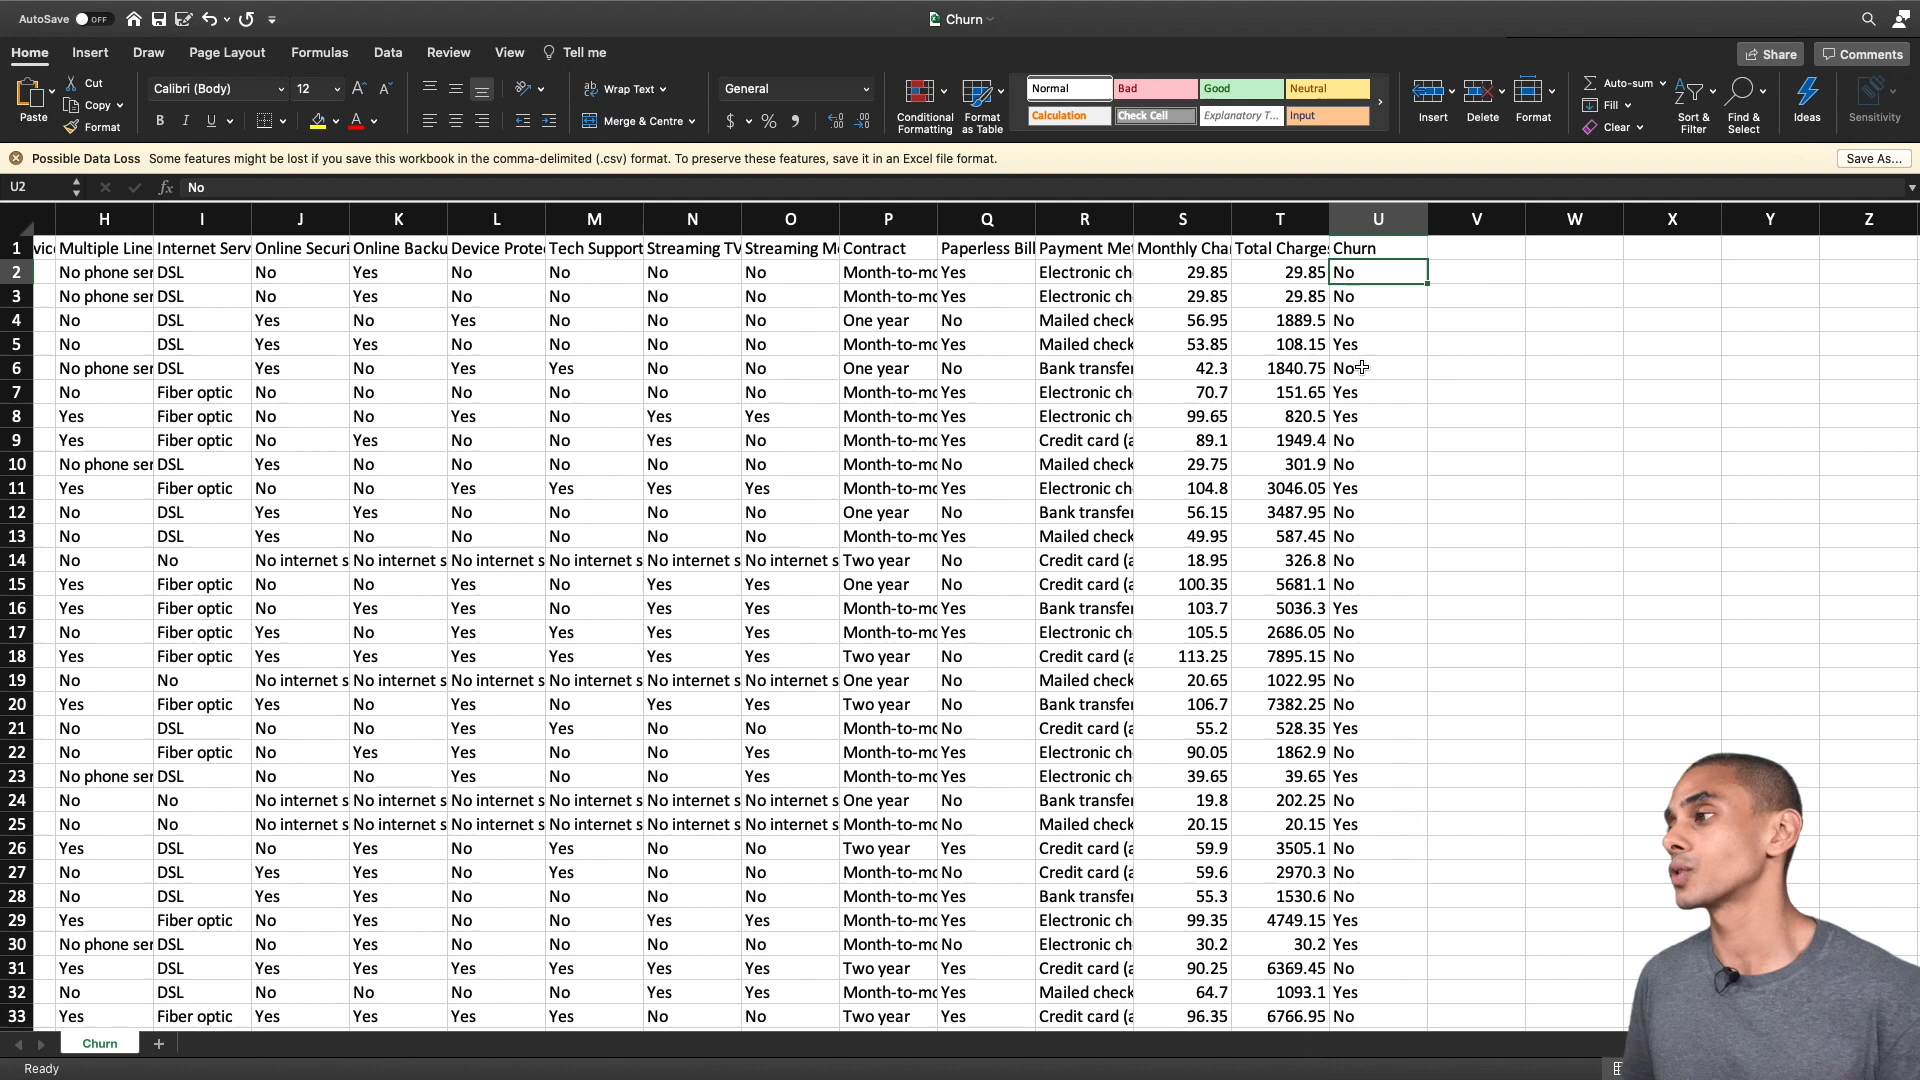 AutoSave OFF Churn
Home Insert Draw Page Layout Formulas Data Review View Tell me Share Comments
Paste Cut Copy Format
Calibri (Body) 12
B I U A
Wrap Text
Merge & Centre
General
$ %
Conditional Formatting
Format as Table
Normal Bad Good Neutral
Calculation Check Cell Explanatory T... Input
Insert Delete Format
Auto-sum
Fill
Clear
Sort & Filter
Find & Select
Ideas
Sensitivity
Possible Data Loss Some features might be lost if you save this workbook in the comma-delimited (.csv) format. To preserve these features, save it in an Excel file format. Save As...
U2 fx No
H I J K L M N O P Q R S T U V W X Y Z
1 vice Multiple Line Internet Serv Online Securi Online Backu Device Prote Tech Support Streaming TV Streaming M Contract Paperless Bill Payment Met Monthly Cha Total Charges Churn
2 No phone ser DSL No Yes No No No No Month-to-mo Yes Electronic ch 29.85 29.85 No
3 No phone ser DSL No Yes No No No No Month-to-mo Yes Electronic ch 29.85 29.85 No
4 No DSL Yes No Yes No No No One year No Mailed check 56.95 1889.5 No
5 No DSL Yes Yes No No No No Month-to-mo Yes Mailed check 53.85 108.15 Yes
6 No phone ser DSL Yes No Yes Yes No No One year No Bank transfer 42.3 1840.75 No
7 No Fiber optic No No No No No No Month-to-mo Yes Electronic ch 70.7 151.65 Yes
8 Yes Fiber optic No No Yes No Yes Yes Month-to-mo Yes Electronic ch 99.65 820.5 Yes
9 Yes Fiber optic No Yes No No Yes No Month-to-mo Yes Credit card (a 89.1 1949.4 No
10 No phone ser DSL Yes No No No No No Month-to-mo No Mailed check 29.75 301.9 No
11 Yes Fiber optic No No Yes Yes Yes Yes Month-to-mo Yes Electronic ch 104.8 3046.05 Yes
12 No DSL Yes Yes No No No No One year No Bank transfer 56.15 3487.95 No
13 No DSL Yes No No No No No Month-to-mo Yes Mailed check 49.95 587.45 No
14 No No No internet s No internet s No internet s No internet s No internet s No internet s Two year No Credit card (a 18.95 326.8 No
15 Yes Fiber optic No No Yes No Yes Yes One year No Credit card (a 100.35 5681.1 No
16 Yes Fiber optic No Yes Yes No Yes Yes Month-to-mo Yes Bank transfer 103.7 5036.3 Yes
17 No Fiber optic Yes No Yes Yes Yes Yes Month-to-mo Yes Electronic ch 105.5 2686.05 No
18 Yes Fiber optic Yes Yes Yes Yes Yes Yes Two year No Credit card (a 113.25 7895.15 No
19 No No No internet s No internet s No internet s No internet s No internet s No internet s One year No Mailed check 20.65 1022.95 No
20 Yes Fiber optic Yes Yes Yes No Yes Yes Two year No Bank transfer 106.7 7382.25 No
21 No DSL No No Yes Yes No No Month-to-mo No Credit card (a 55.2 528.35 Yes
22 No Fiber optic No Yes Yes No No Yes Month-to-mo Yes Electronic ch 90.05 1862.9 No
23 No phone ser DSL No No Yes No No Yes Month-to-mo Yes Electronic ch 39.65 39.65 Yes
24 No No No internet s No internet s No internet s No internet s No internet s No internet s One year No Bank transfer 19.8 202.25 No
25 No No No internet s No internet s No internet s No internet s No internet s No internet s Month-to-mo No Mailed check 20.15 20.15 Yes
26 Yes DSL No Yes No Yes No No Two year Yes Credit card (a 59.9 3505.1 No
27 No DSL Yes Yes No Yes No No Month-to-mo No Credit card (a 59.6 2970.3 No
28 No DSL Yes Yes No No No No Month-to-mo Yes Bank transfer 55.3 1530.6 No
29 Yes Fiber optic No Yes No No Yes Yes Month-to-mo Yes Electronic ch 99.35 4749.15 Yes
30 No phone ser DSL No Yes No No No No Month-to-mo No Electronic ch 30.2 30.2 Yes
31 Yes DSL Yes Yes Yes Yes Yes Yes Two year Yes Credit card (a 90.25 6369.45 No
32 No DSL No No No No Yes Yes Month-to-mo Yes Mailed check 64.7 1093.1 Yes
33 Yes Fiber optic Yes Yes Yes Yes No No Two year Yes Credit card (a 96.35 6766.95 No
Churn
Ready